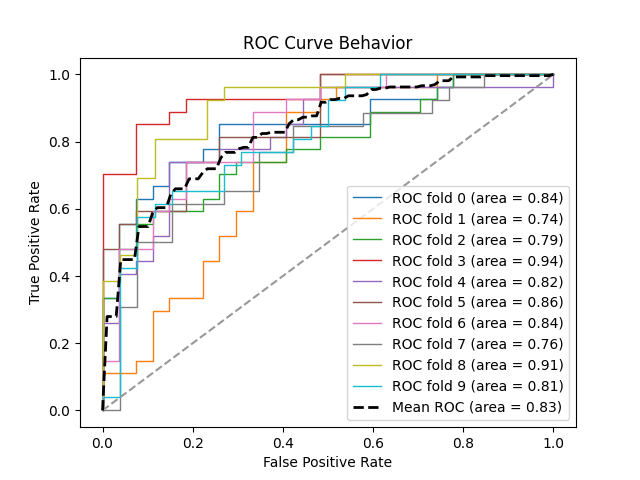 ROC Curve Behavior
True Positive Rate
1.0
0.8
0.6
0.4
0.2
0.0
ROC fold 0 (area = 0.84)
ROC fold 1 (area = 0.74)
ROC fold 2 (area = 0.79)
ROC fold 3 (area = 0.94)
ROC fold 4 (area = 0.82)
ROC fold 5 (area = 0.86)
ROC fold 6 (area = 0.84)
ROC fold 7 (area = 0.76)
ROC fold 8 (area = 0.91)
ROC fold 9 (area = 0.81)
Mean ROC (area = 0.83)
0.0 0.2 0.4 0.6 0.8 1.0
False Positive Rate